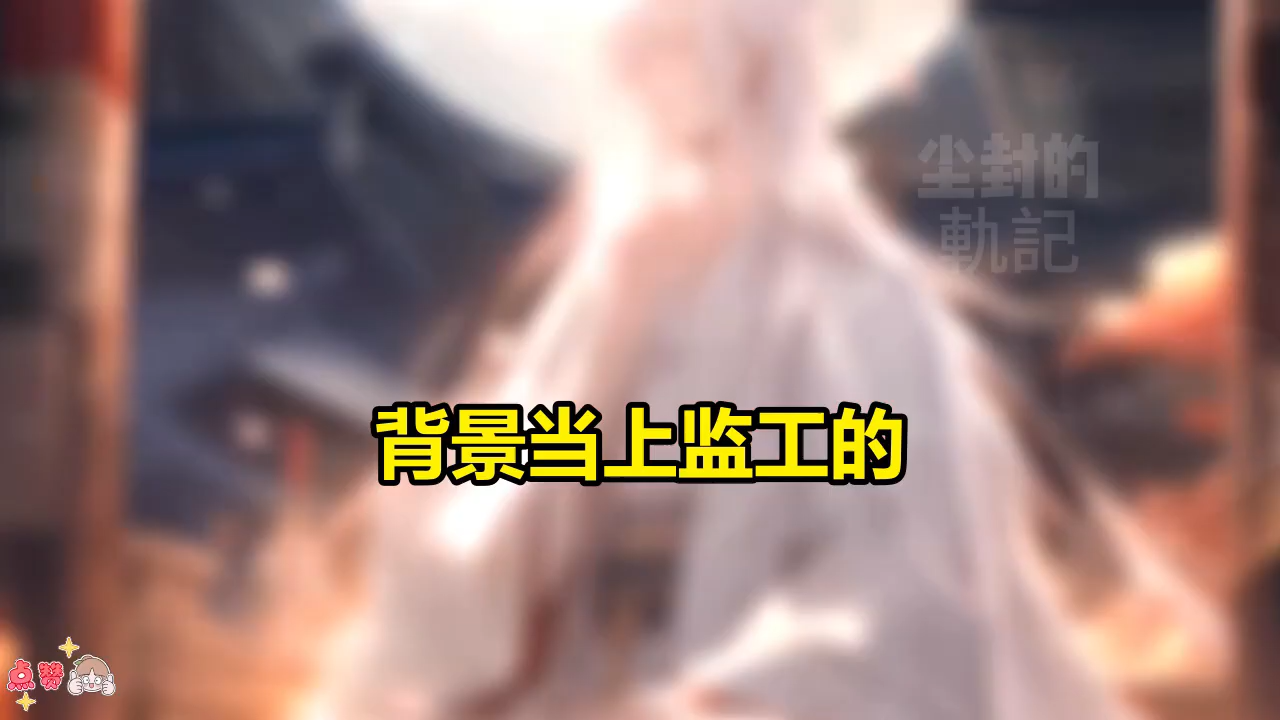 尘封的
軌記
背景当上监工的
点赞